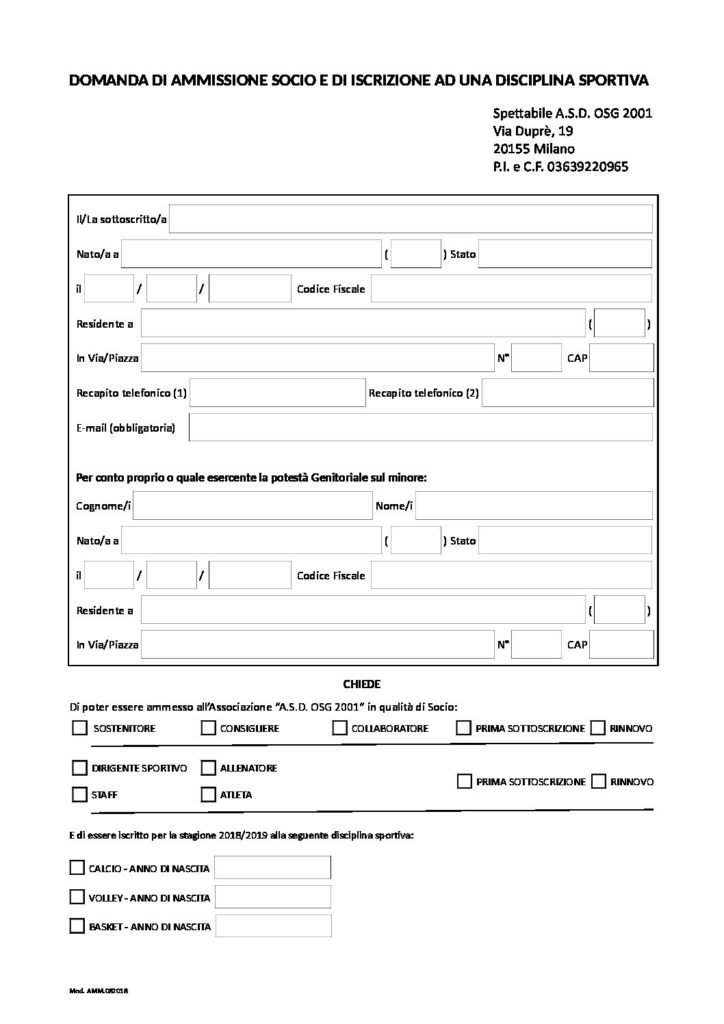 DOMANDA DI AMMISSIONE SOCIO E DI ISCRIZIONE AD UNA DISCIPLINA SPORTIVA
Spettabile A.S.D. OSG 2001
Via Duprè, 19
20155 Milano
P.I. e C.F. 03639220965
Il/La sottoscritto/a
Nato/a a ( ) Stato
il / / Codice Fiscale
Residente a ( )
In Via/Piazza N° CAP
Recapito telefonico (1) Recapito telefonico (2)
E-mail (obbligatoria)
Per conto proprio o quale esercente la potestà Genitoriale sul minore:
Cognome/i Nome/i
Nato/a a ( ) Stato
il / / Codice Fiscale
Residente a ( )
In Via/Piazza N° CAP
CHIEDE
Di poter essere ammesso all'Associazione "A.S.D. OSG 2001" in qualità di Socio:
SOSTENITORE CONSIGLIERE COLLABORATORE PRIMA SOTTOSCRIZIONE RINNOVO
DIRIGENTE SPORTIVO ALLENATORE
PRIMA SOTTOSCRIZIONE RINNOVO
STAFF ATLETA
E di essere iscritto per la stagione 2018/2019 alla seguente disciplina sportiva:
CALCIO - ANNO DI NASCITA
VOLLEY - ANNO DI NASCITA
BASKET - ANNO DI NASCITA
Mod. AMM.082018